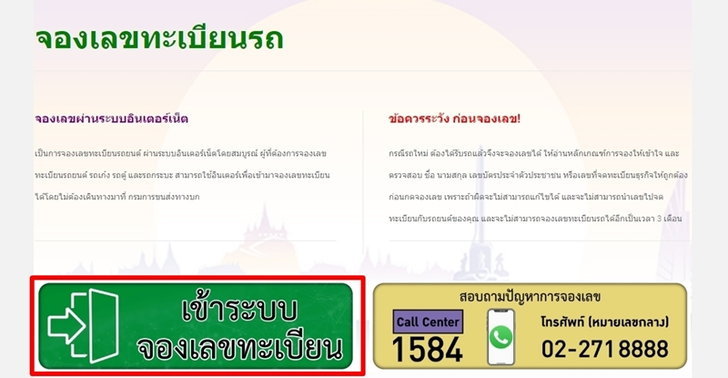 จองเลขทะเบียนรถ
จองเลขผ่านระบบอินเตอร์เน็ต
เป็นการจองเลขทะเบียนรถยนต์ ผ่านระบบอินเตอร์เน็ตโดยสมบูรณ์ ผู้ที่ต้องการจองเลข
ทะเบียนรถยนต์ รถเก๋ง รถตู้ และรถกระบะ สามารถใช้อินเตอร์เพื่อเข้ามาจองเลขทะเบียน
ได้โดยไม่ต้องเดินทางมาที่ กรมการขนส่งทางบก
ข้อควรระวัง ก่อนจองเลข!
กรณีรถใหม่ ต้องได้รับรถแล้วจึงจะจองเลขได้ ให้อ่านหลักเกณฑ์การจองให้เข้าใจ และ
ตรวจสอบ ชื่อ นามสกุล เลขบัตรประจำตัวประชาชน หรือเลขที่จดทะเบียนธุรกิจให้ถูกต้อง
ก่อนกดจองเลข เพราะถ้าผิดจะไม่สามารถแก้ไขได้ และจะไม่สามารถนำเลขไปจด
ทะเบียนกับรถยนต์ของคุณ และจะไม่สามารถจองเลขทะเบียนรถได้อีกเป็นเวลา 3 เดือน
เข้าระบบ
จองเลขทะเบียน
สอบถามปัญหาการจองเลข
Call Center
1584
โทรศัพท์ (หมายเลขกลาง)
02-271 8888